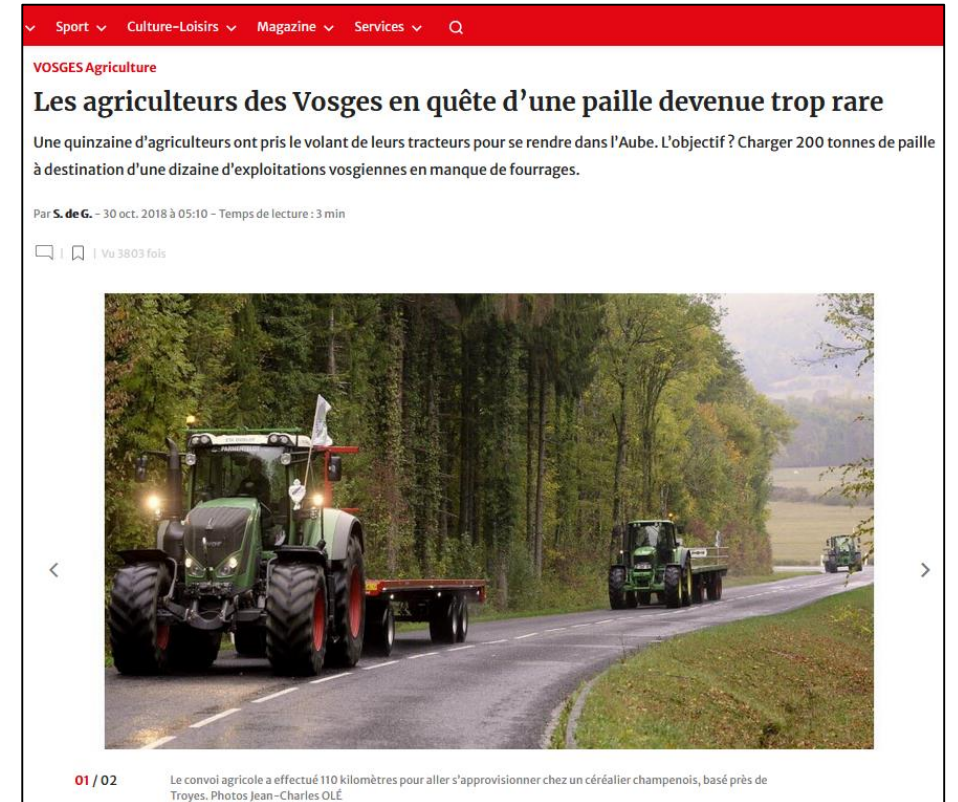 Sport Culture-Loisirs Magazine Services
VOSGES Agriculture
Les agriculteurs des Vosges en quête d’une paille devenue trop rare
Une quinzaine d’agriculteurs ont pris le volant de leurs tracteurs pour se rendre dans l’Aube. L’objectif ? Charger 200 tonnes de paille
à destination d’une dizaine d’exploitations vosgiennes en manque de fourrages.
Par S. de G. - 30 oct. 2018 à 05:10 - Temps de lecture : 3 min
| | Vu 3803 fois
01 / 02
Le convoi agricole a effectué 110 kilomètres pour aller s’approvisionner chez un céréalier champenois, basé près de
Troyes. Photos Jean-Charles OLÉ